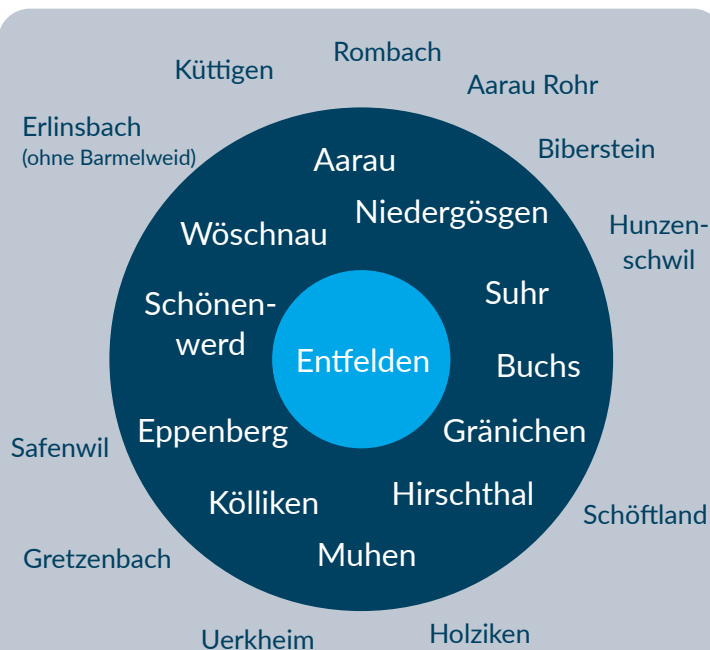 Rombach
Küttigen
Aarau Rohr
Erlinsbach
(ohne Barmelweid)
Biberstein
Aarau
Niedergösgen
Hunzen-
schwil
Wöschnau
Suhr
Schönen-
werd
Entfelden
Buchs
Eppenberg
Gränichen
Safenwil
Hirschthal
Kölliken
Schöftland
Muhen
Gretzenbach
Holziken
Uerkheim